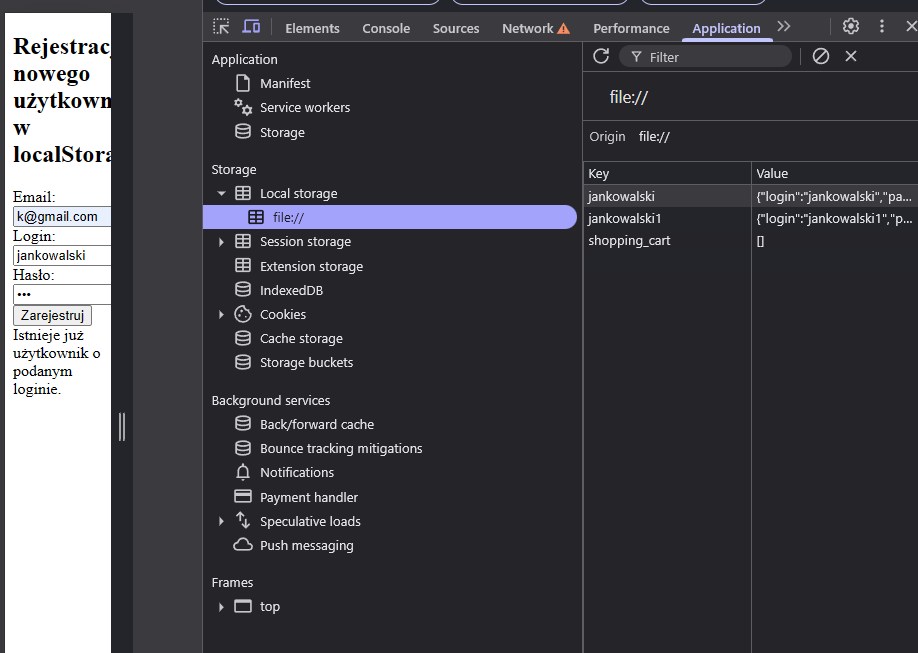 Rejestrac
nowego
użytkown
w
localStora
Email:
k@gmail.com
Login:
jankowalski
Hasło:
•••
Zarejestruj
Istnieje już
użytkownik o
podanym
loginie.
Elements Console Sources Network Performance Application
Application
Manifest
Service workers
Storage
Storage
Local storage
file://
Session storage
Extension storage
IndexedDB
Cookies
Cache storage
Storage buckets
Background services
Back/forward cache
Bounce tracking mitigations
Notifications
Payment handler
Speculative loads
Push messaging
Frames
top
Filter
file://
Origin file://
Key Value
jankowalski {"login":"jankowalski","pa...
jankowalski1 {"login":"jankowalski1","p...
shopping_cart []